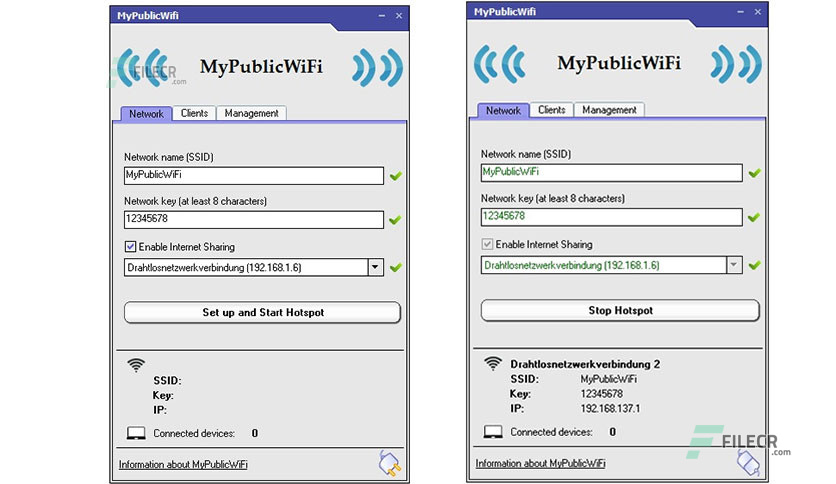 MyPublicWifi
FILECR
.com
MyPublicWiFi
Network Clients Management
Network name (SSID)
MyPublicWiFi
Network key (at least 8 characters)
12345678
Enable Internet Sharing
Drahtlosnetzwerkverbindung (192.168.1.6)
Set up and Start Hotspot
SSID:
Key:
IP:
Connected devices: 0
Information about MyPublicWiFi
MyPublicWifi
MyPublicWiFi
Network Clients Management
Network name (SSID)
MyPublicWiFi
Network key (at least 8 characters)
12345678
Enable Internet Sharing
Drahtlosnetzwerkverbindung (192.168.1.6)
Stop Hotspot
Drahtlosnetzwerkverbindung 2
SSID: MyPublicWiFi
Key: 12345678
IP: 192.168.137.1
Connected devices: 0
Information about MyPublicWiFi
FILECR
.com